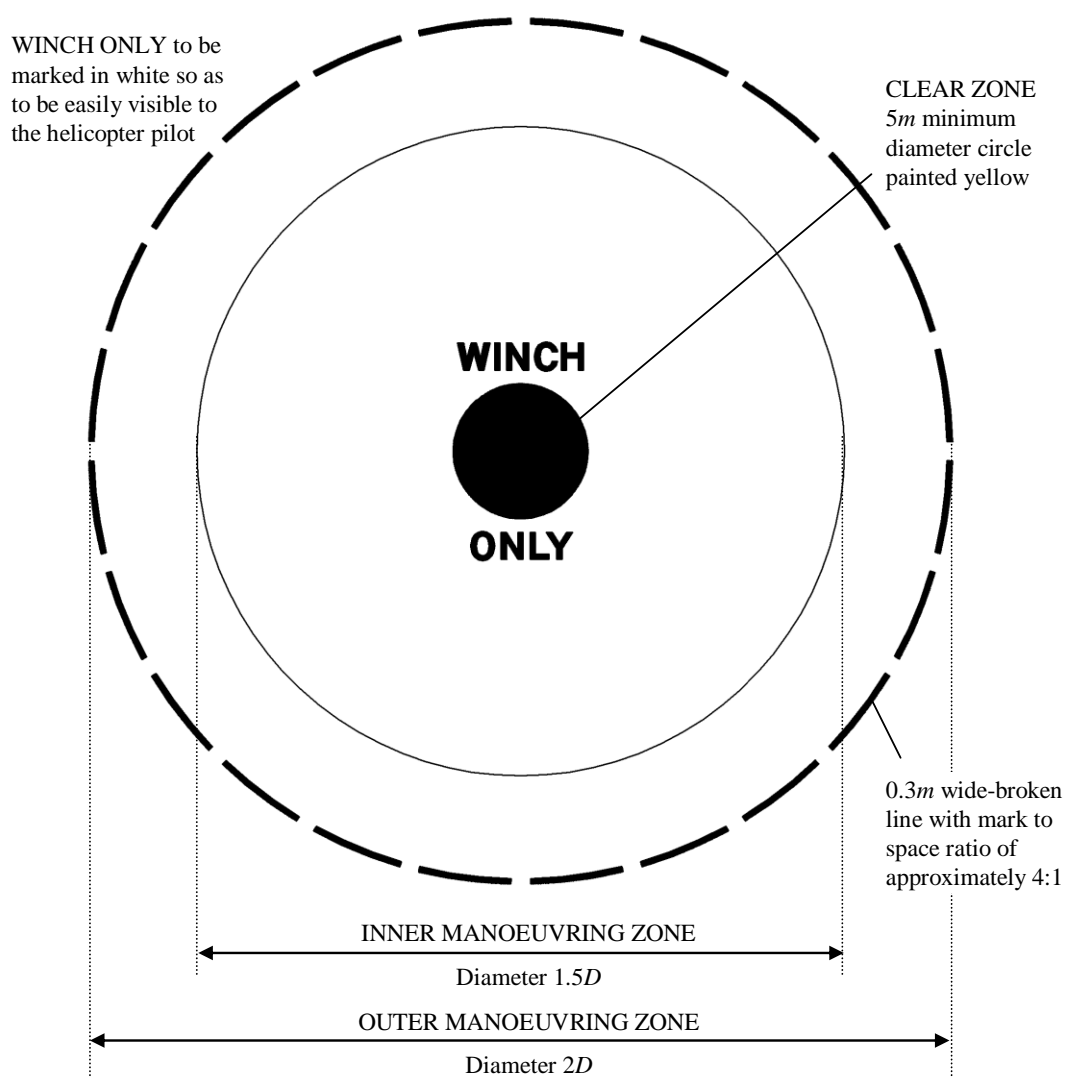 WINCH ONLY to be
marked in white so as
to be easily visible to
the helicopter pilot
CLEAR ZONE
5m minimum
diameter circle
painted yellow
WINCH
ONLY
0.3m wide-broken
line with mark to
space ratio of
approximately 4:1
INNER MANOEUVRING ZONE
Diameter 1.5D
OUTER MANOEUVRING ZONE
Diameter 2D